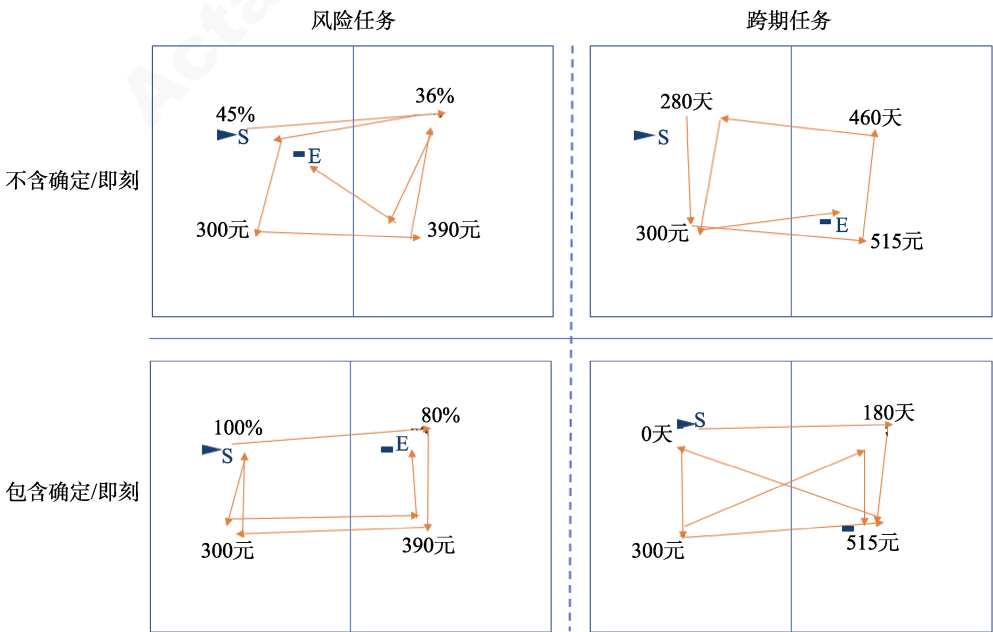 风险任务
跨期任务
不含确定/即刻
45%
36%
S
E
300元
390元
280天
460天
S
300元
E
515元
包含确定/即刻
100%
80%
S
E
300元
390元
0天
S
180天
300元
515元
Acta